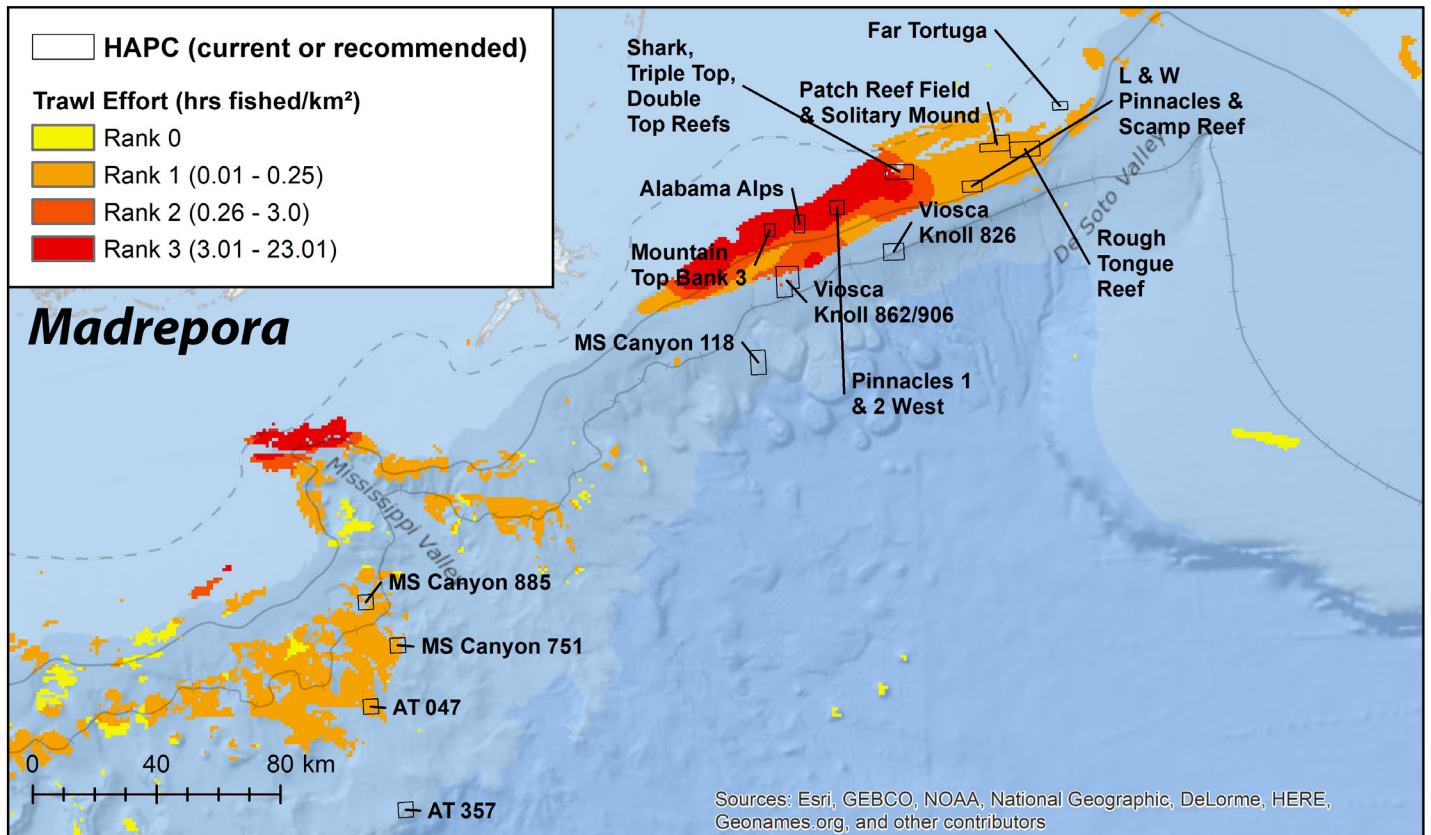 HAPC (current or recommended)
Trawl Effort (hrs fished/km²)
Rank 0
Rank 1 (0.01 - 0.25)
Rank 2 (0.26 - 3.0)
Rank 3 (3.01 - 23.01)
Madrepora
Far Tortuga
Shark,
Triple Top,
Double
Top Reefs
Patch Reef Field
& Solitary Mound
L & W
Pinnacles &
Scamp Reef
De Soto Valley
Alabama Alps
Viosca
Knoll 826
Rough
Tongue
Reef
Mountain
Top Bank 3
Viosca
Knoll 862/906
MS Canyon 118
Pinnacles 1
& 2 West
Mississippi Valley
MS Canyon 885
MS Canyon 751
AT 047
0 40 80 km
AT 357
Sources: Esri, GEBCO, NOAA, National Geographic, DeLorme, HERE,
Geonames.org, and other contributors